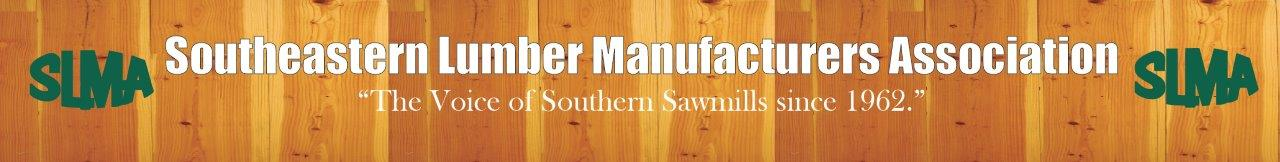 SLMA
Southeastern Lumber Manufacturers Association
“The Voice of Southern Sawmills since 1962.”
SLMA